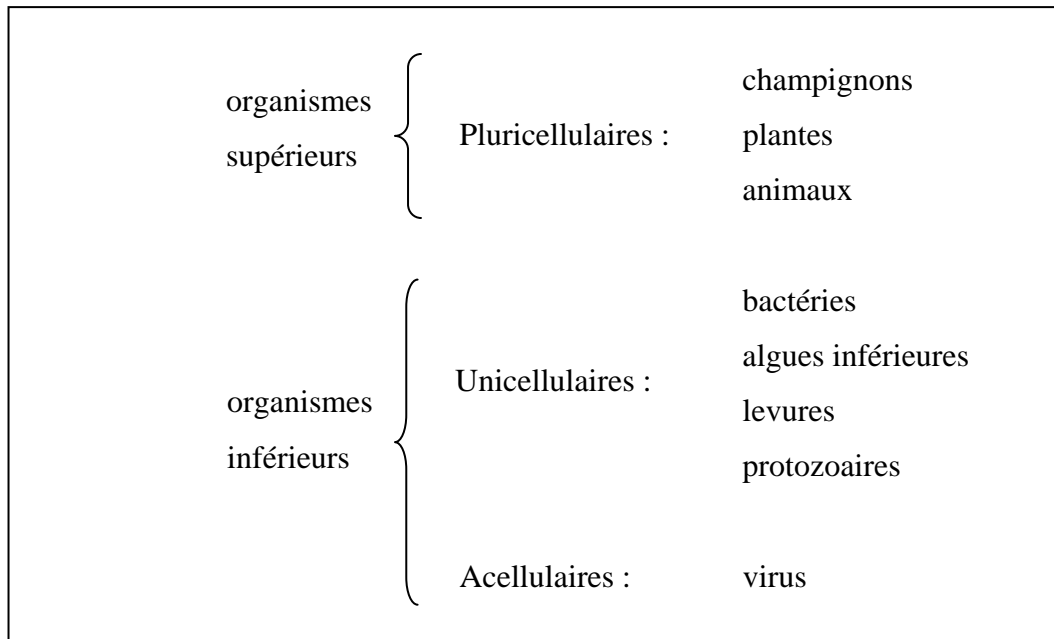 organismes
supérieurs
Pluricellulaires :
champignons
plantes
animaux
organismes
inférieurs
Unicellulaires :
bactéries
algues inférieures
levures
protozoaires
Acellulaires :
virus